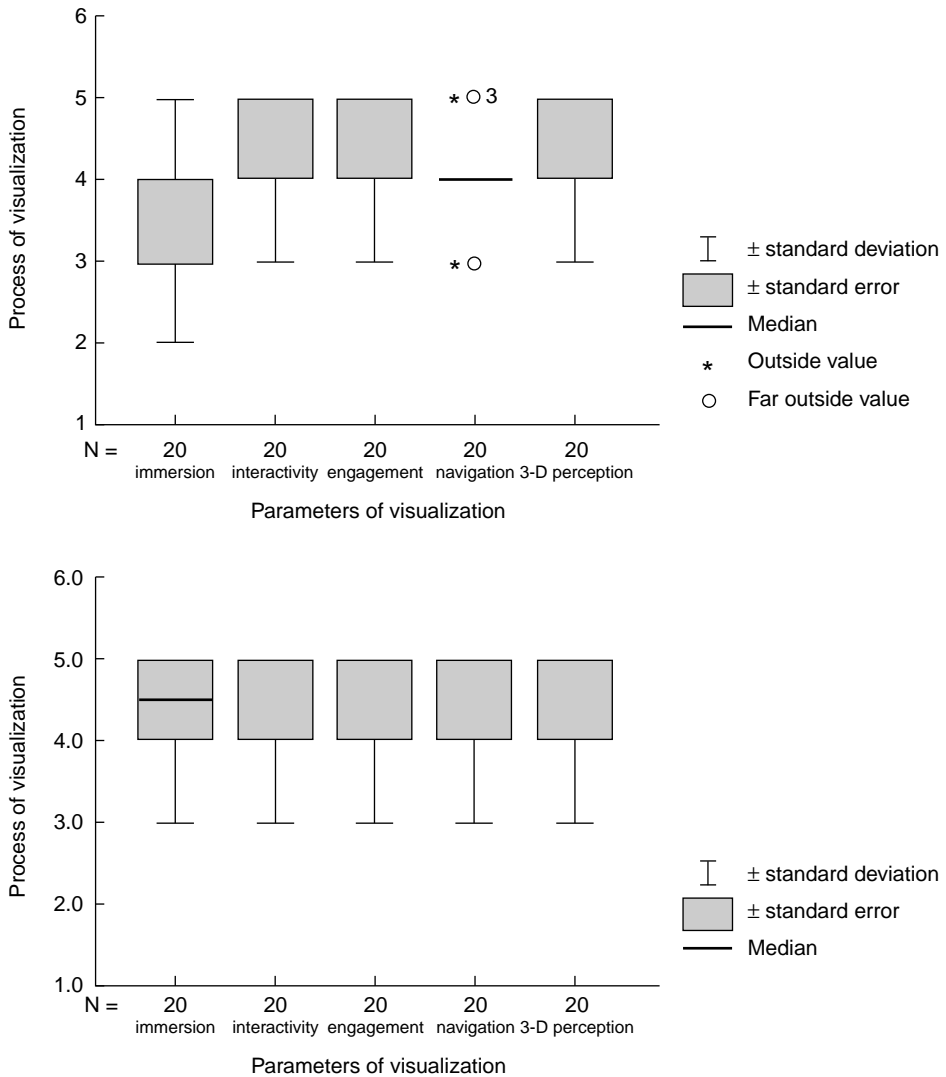 6
5
4
3
2
1
Process of visualization
* ○ 3
* ○
N = 20 20 20 20 20
immersion interactivity engagement navigation 3-D perception
Parameters of visualization
± standard deviation
± standard error
Median
* Outside value
○ Far outside value
6.0
5.0
4.0
3.0
2.0
1.0
Process of visualization
N = 20 20 20 20 20
immersion interactivity engagement navigation 3-D perception
Parameters of visualization
± standard deviation
± standard error
Median